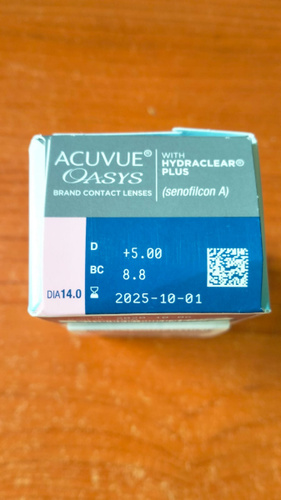 ACUVUE® WITH
OASYS HYDRACLEAR®
BRAND CONTACT LENSES PLUS
(senofilcon A)
D +5.00
BC 8.8
DIA14.0 2025-10-01